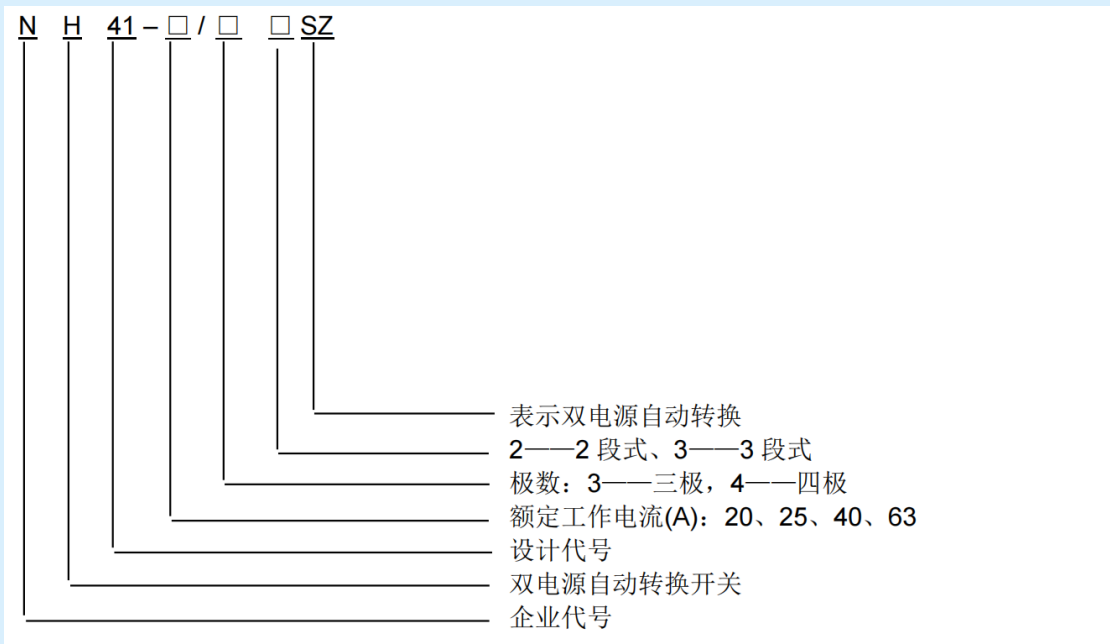 N H 41 – □ / □ □ SZ
表示双电源自动转换
2——2 段式、3——3 段式
极数：3——三极，4——四极
额定工作电流(A)：20、25、40、63
设计代号
双电源自动转换开关
企业代号